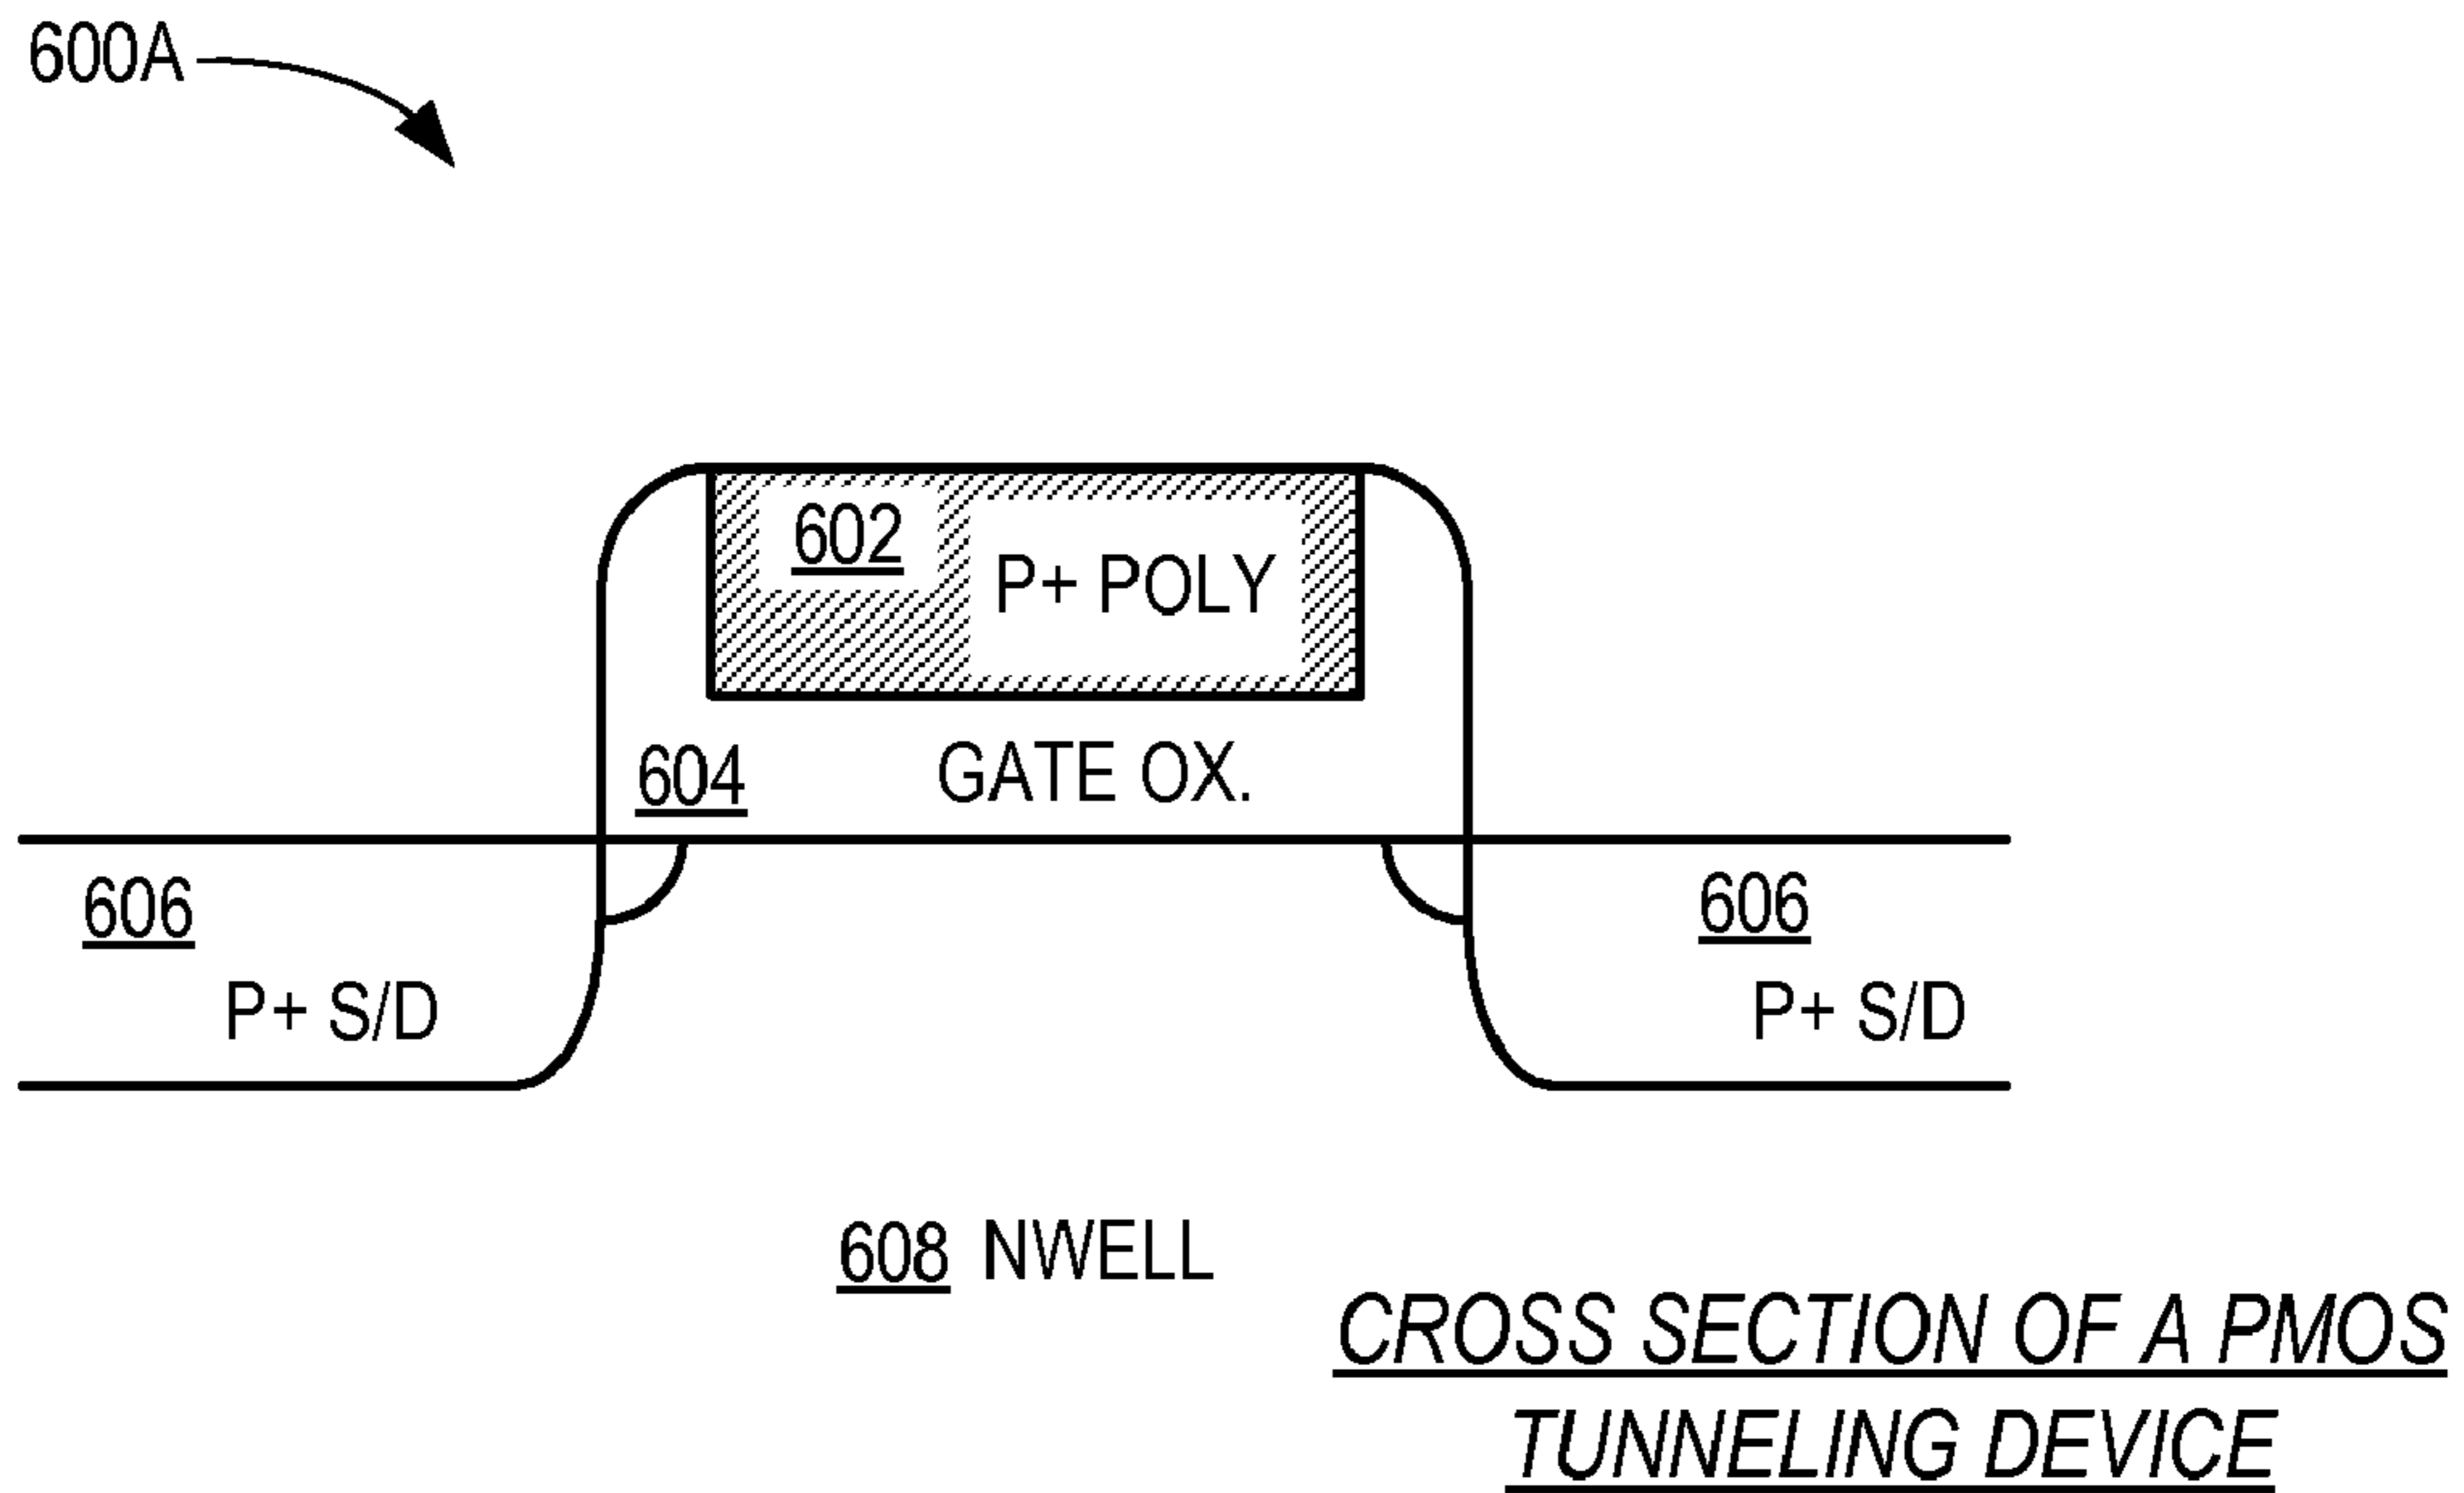 600A
602
P+ POLY
604
GATE OX.
606
606
P+ S/D
P+ S/D
608 NWELL
CROSS SECTION OF A PMOS
TUNNELING DEVICE